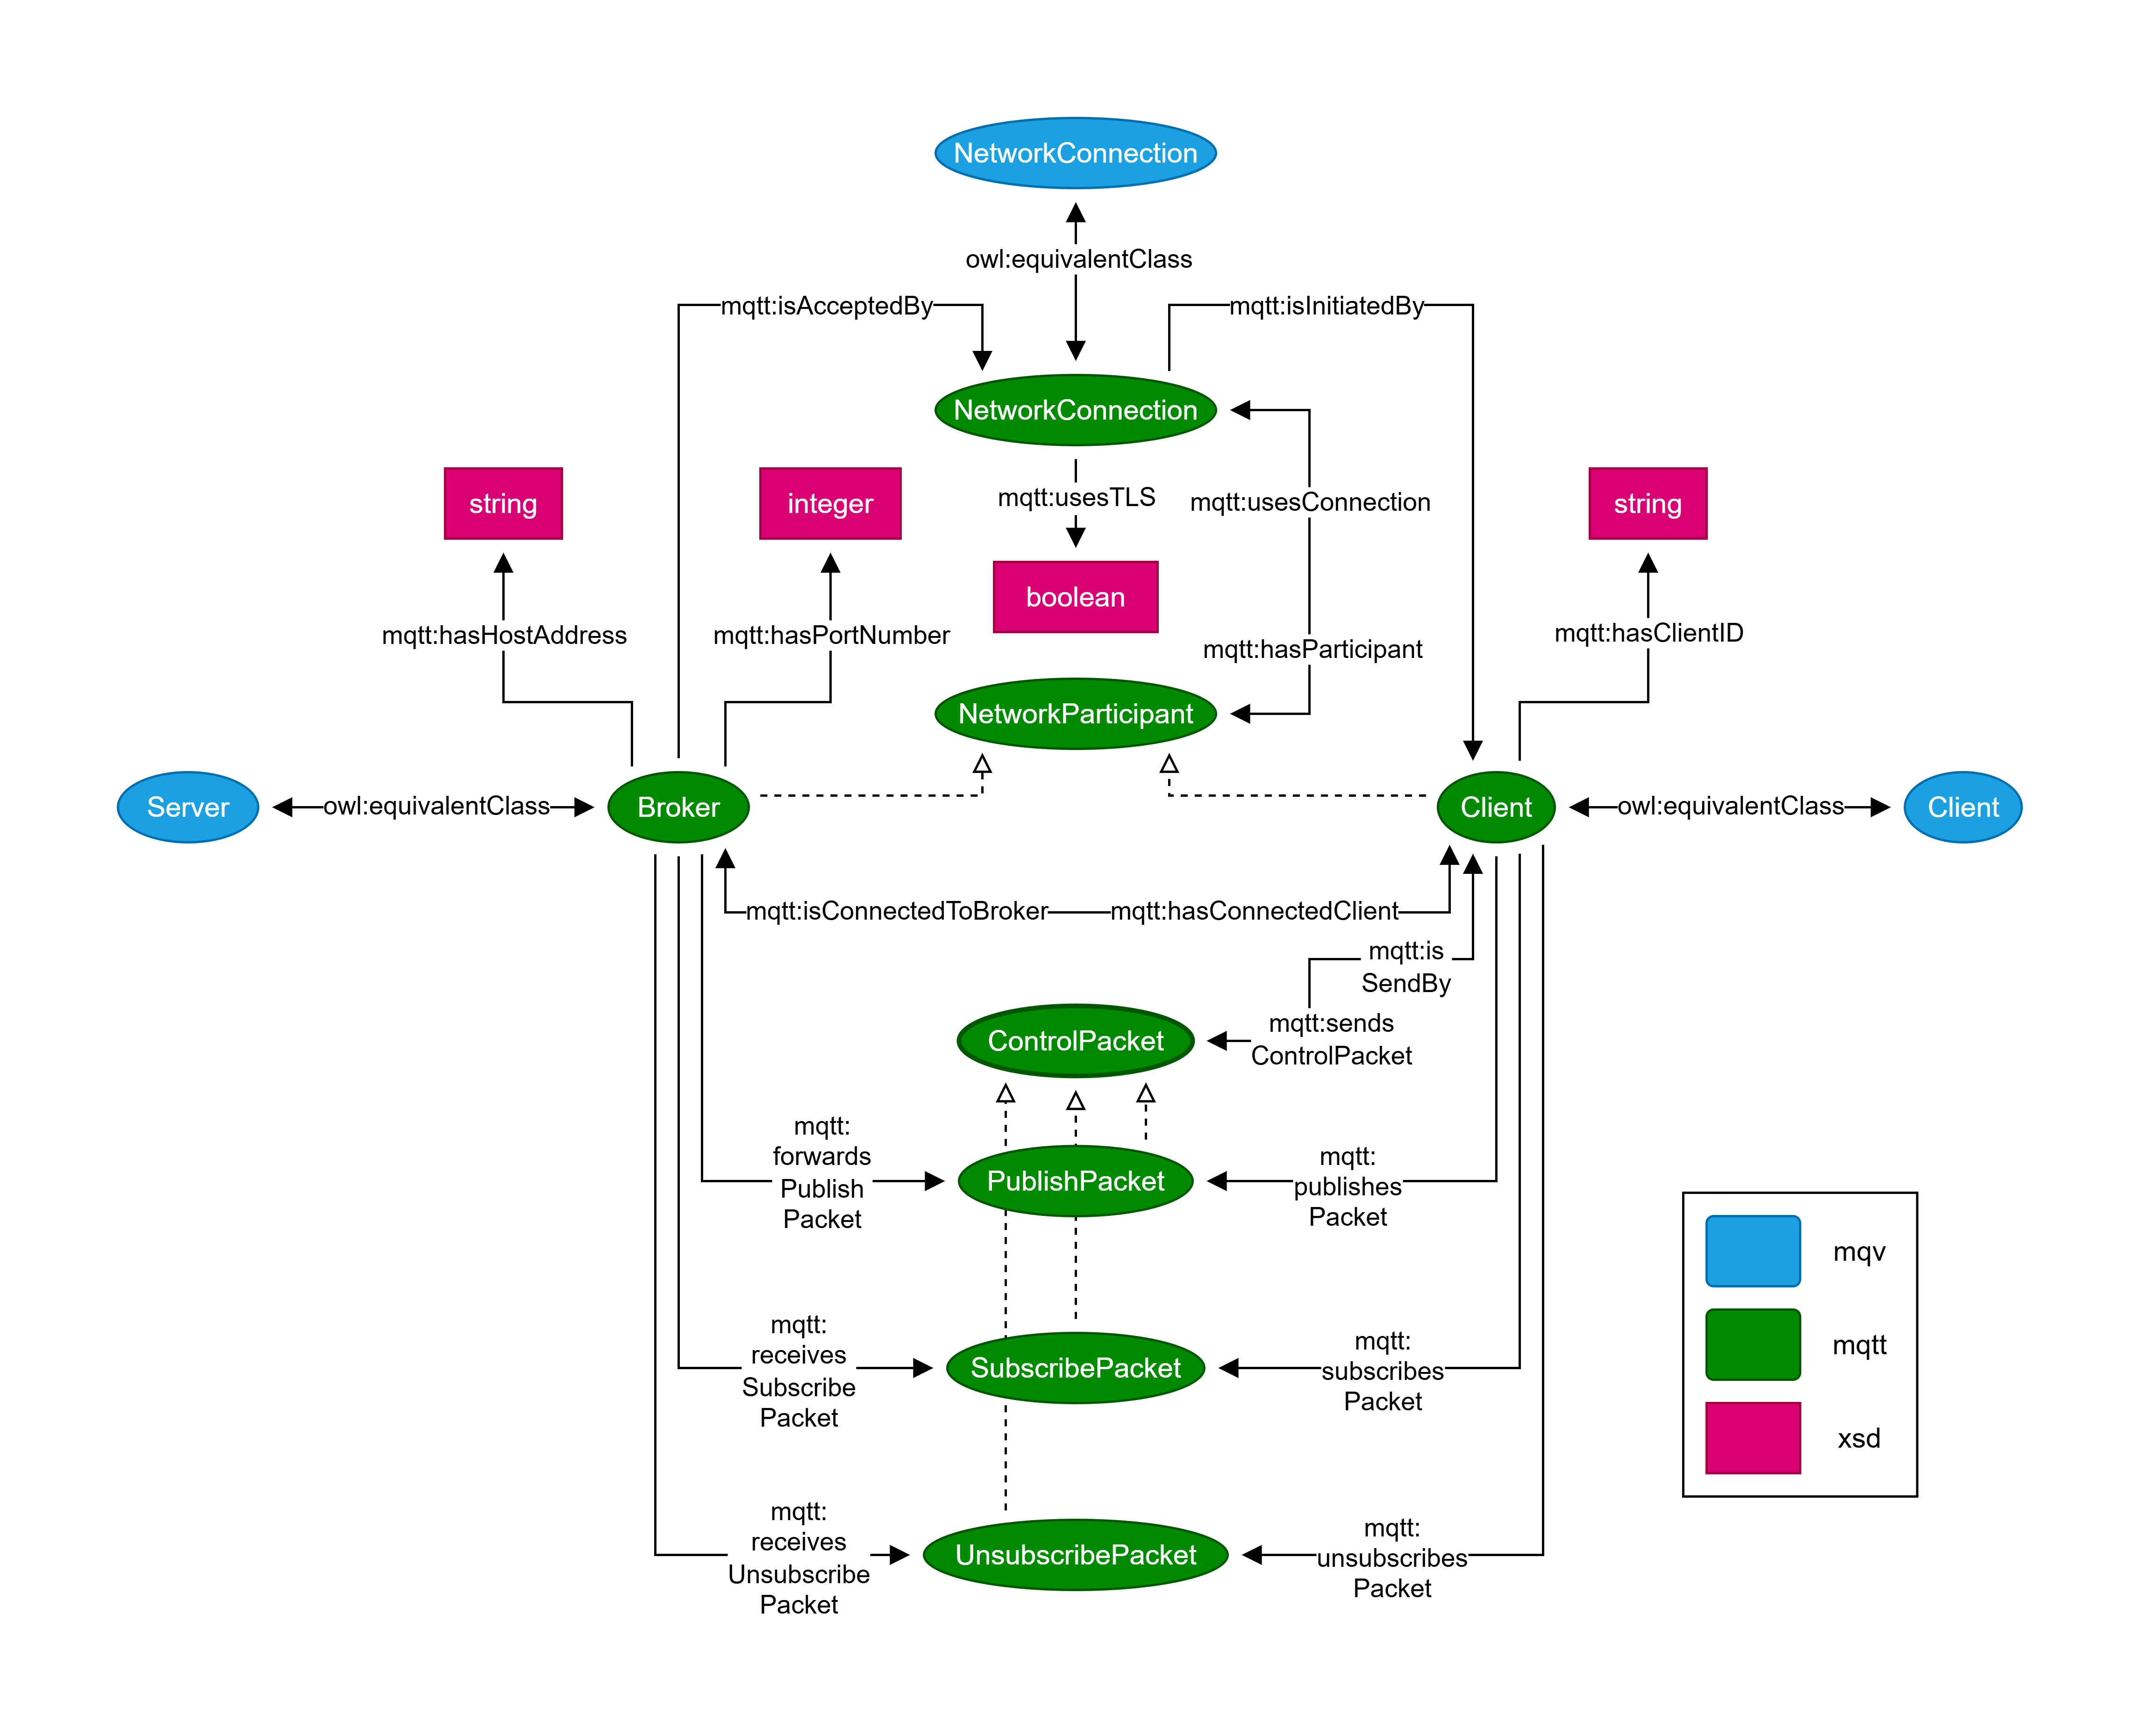 NetworkConnection
owl:equivalentClass
mqtt:isAcceptedBy
mqtt:isInitiatedBy
NetworkConnection
string
integer
mqtt:usesTLS
mqtt:usesConnection
string
boolean
mqtt:hasHostAddress
mqtt:hasPortNumber
mqtt:hasParticipant
mqtt:hasClientID
NetworkParticipant
Server
owl:equivalentClass
Broker
Client
owl:equivalentClass
Client
mqtt:isConnectedToBroker
mqtt:hasConnectedClient
mqtt:is
SendBy
ControlPacket
mqtt:sends
ControlPacket
mqtt:
forwards
Publish
Packet
PublishPacket
mqtt:
publishes
Packet
mqtt:
receives
Subscribe
Packet
SubscribePacket
mqtt:
subscribes
Packet
mqtt:
receives
Unsubscribe
Packet
UnsubscribePacket
mqtt:
unsubscribes
Packet
mqv
mqtt
xsd